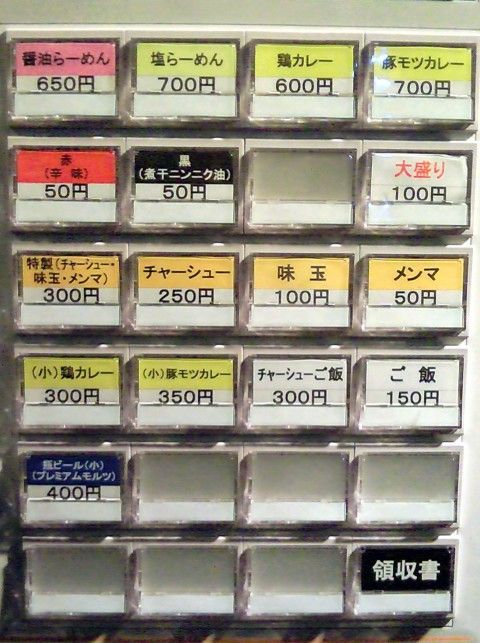 醤油らーめん
650円
塩らーめん
700円
鶏カレー
600円
豚モツカレー
700円
赤
(辛味)
50円
黒
(煮干ニンニク油)
50円
大盛り
100円
特製(チャーシュー・
味玉・メンマ)
300円
チャーシュー
250円
味玉
100円
メンマ
50円
(小)鶏カレー
300円
(小)豚モツカレー
350円
チャーシューご飯
300円
ご飯
150円
瓶ビール(小)
(プレミアムモルツ)
400円
領収書